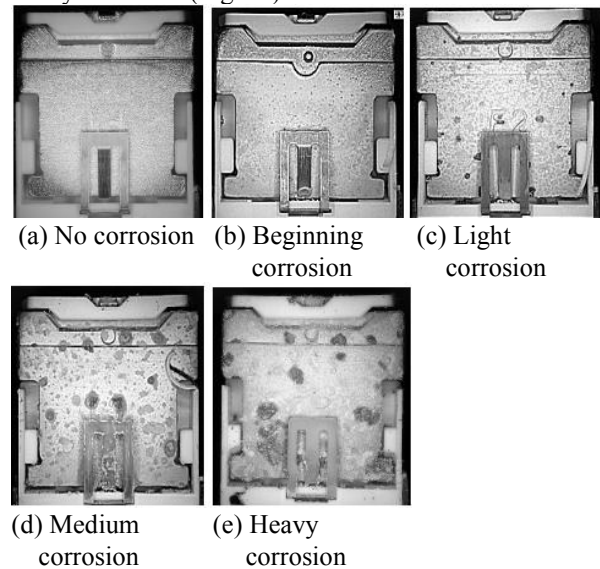 (a) No corrosion (b) Beginning (c) Light
corrosion corrosion
(d) Medium (e) Heavy
corrosion corrosion